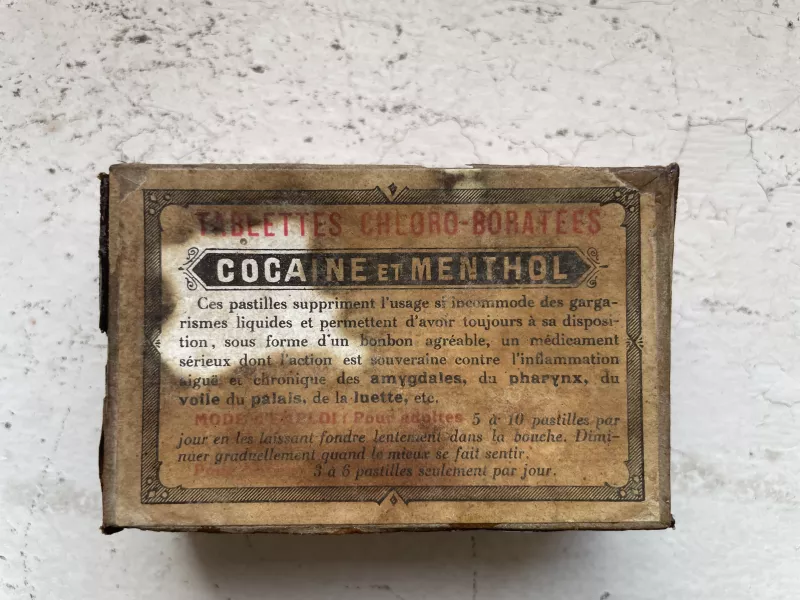 TABLETTES CHLORO-BORATÉES
COCAINE ET MENTHOL
Ces pastilles suppriment l'usage si incommode des garga-
rismes liquides et permettent d'avoir toujours à sa disposi-
tion, sous forme d'un bonbon agréable, un médicament
sérieux dont l'action est souveraine contre l'inflammation
aiguë et chronique des amygdales, du pharynx, du
voile du palais, de la luette, etc.
MODE D'EMPLOI: Pour adultes 5 à 10 pastilles par
jour en les laissant fondre lentement dans la bouche. Dimi-
nuer graduellement quand le mieux se fait sentir.
3 à 6 pastilles seulement par jour.